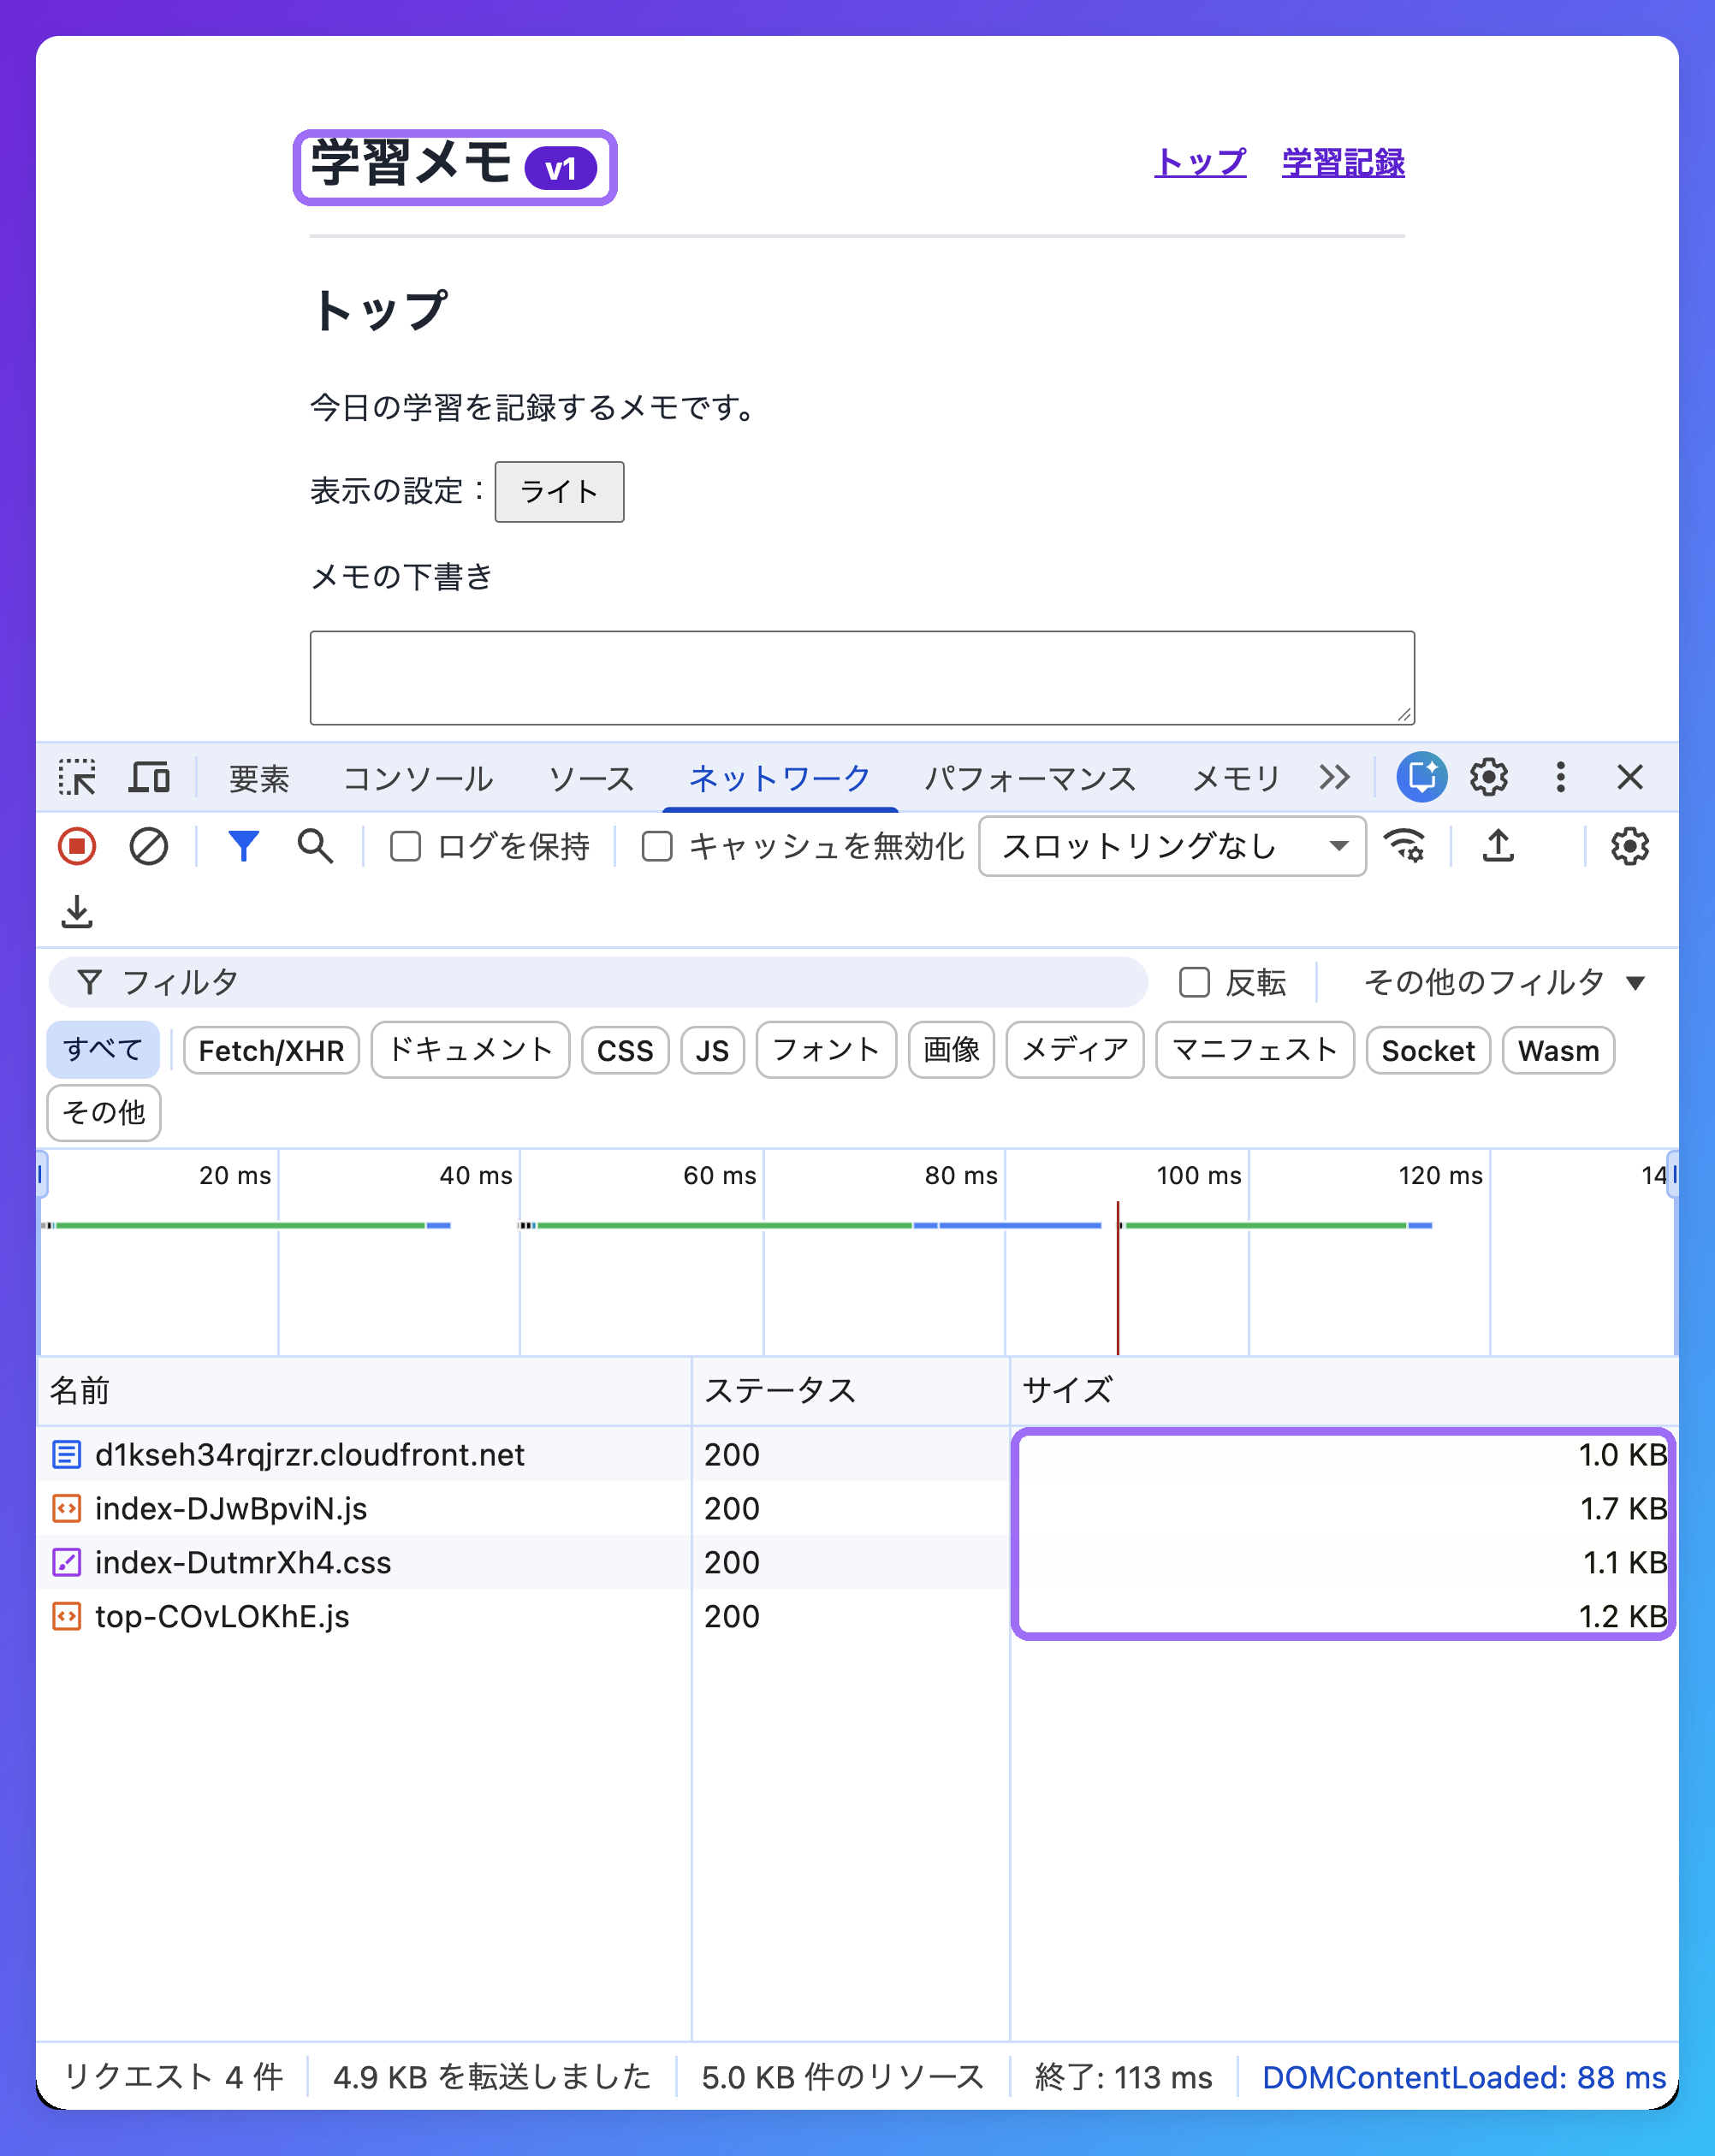 学習メモ v1
トップ 学習記録
トップ
今日の学習を記録するメモです。
表示の設定： ライト
メモの下書き
要素 コンソール ソース ネットワーク パフォーマンス メモリ
ログを保持 キャッシュを無効化 スロットリングなし
フィルタ 反転 その他のフィルタ
すべて Fetch/XHR ドキュメント CSS JS フォント 画像 メディア マニフェスト Socket Wasm
その他
20 ms 40 ms 60 ms 80 ms 100 ms 120 ms 14
名前 ステータス サイズ
d1kseh34rqjrzr.cloudfront.net 200 1.0 KB
index-DJwBpviN.js 200 1.7 KB
index-DutmrXh4.css 200 1.1 KB
top-COvLOKhE.js 200 1.2 KB
リクエスト 4 件 4.9 KB を転送しました 5.0 KB 件のリソース 終了: 113 ms DOMContentLoaded: 88 ms